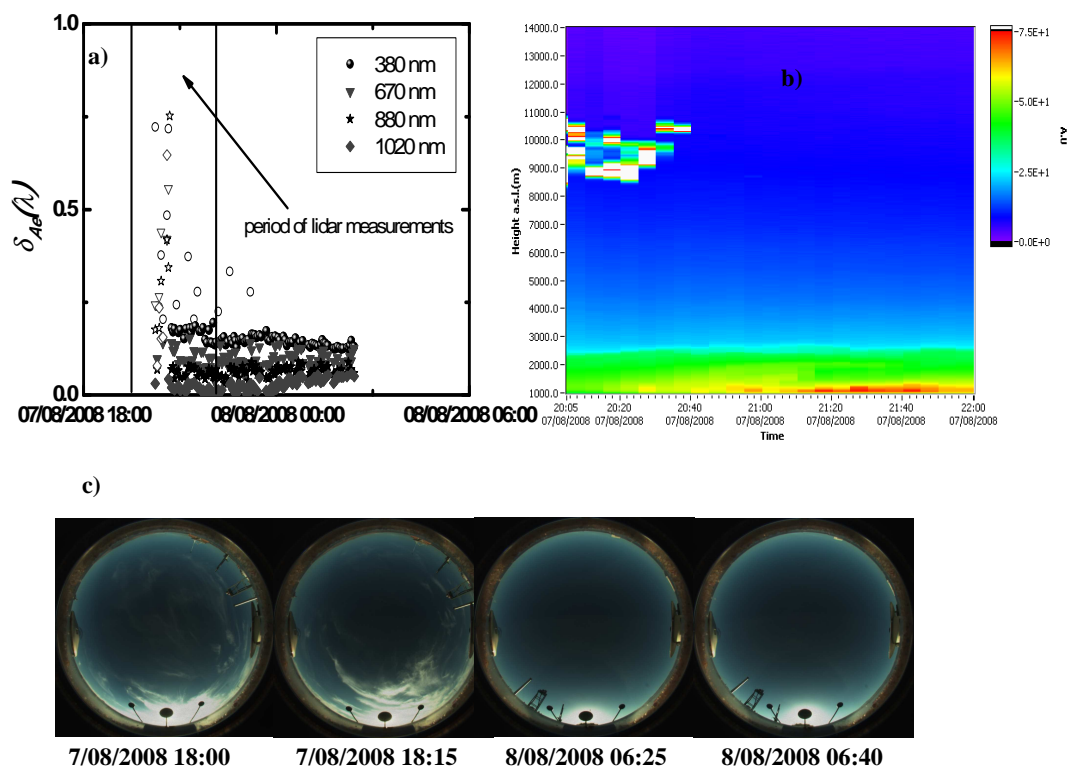 a)
1.0
0.5
0.0
δAe(λ)
380 nm
670 nm
880 nm
1020 nm
period of lidar measurements
07/08/2008 18:00 08/08/2008 00:00 08/08/2008 06:00
b)
Height a.s.l.(m)
14000.0
13000.0
12000.0
11000.0
10000.0
9000.0
8000.0
7000.0
6000.0
5000.0
4000.0
3000.0
2000.0
1000.0
20:05 20:20 20:40 21:00 21:20 21:40 22:00
07/08/2008 07/08/2008 07/08/2008 07/08/2008 07/08/2008 07/08/2008 07/08/2008
Time
7.5E+1
5.0E+1
2.5E+1
0.0E+0
A.U
c)
7/08/2008 18:00 7/08/2008 18:15 8/08/2008 06:25 8/08/2008 06:40